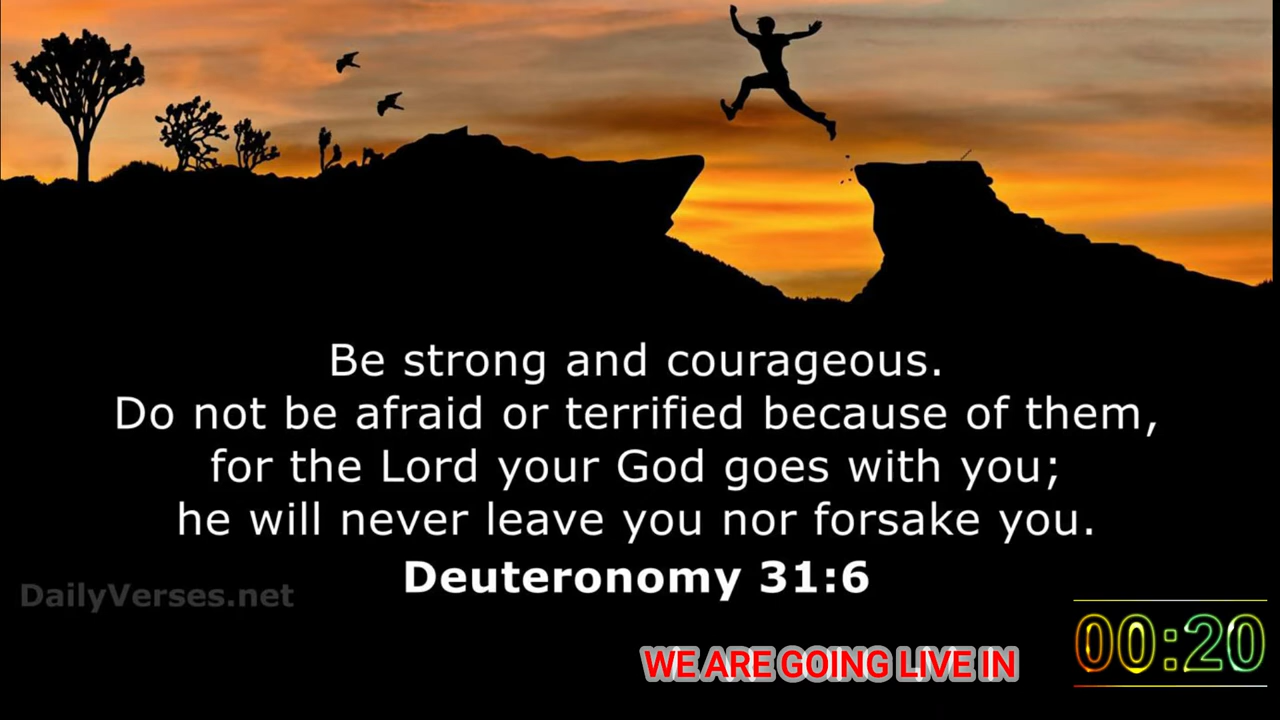 Be strong and courageous.
Do not be afraid or terrified because of them,
for the Lord your God goes with you;
he will never leave you nor forsake you.
Deuteronomy 31:6
DailyVerses.net
WE ARE GOING LIVE IN
00:20